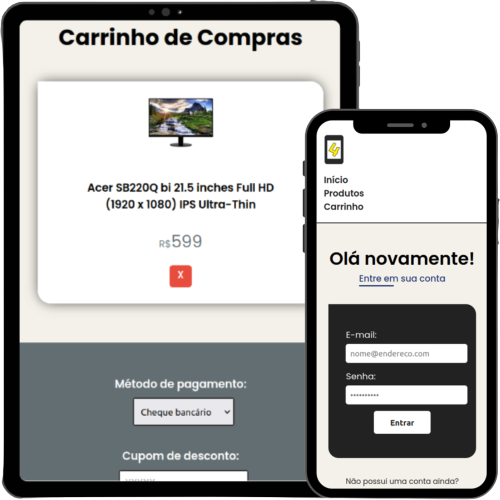 Carrinho de Compras
Acer SB220Q bi 21.5 inches Full HD
(1920 x 1080) IPS Ultra-Thin
R$599
X
Método de pagamento:
Cheque bancário
Cupom de desconto:
Início
Produtos
Carrinho
Olá novamente!
Entre em sua conta
E-mail:
nome@endereco.com
Senha:
••••••••••
Entrar
Não possui uma conta ainda?